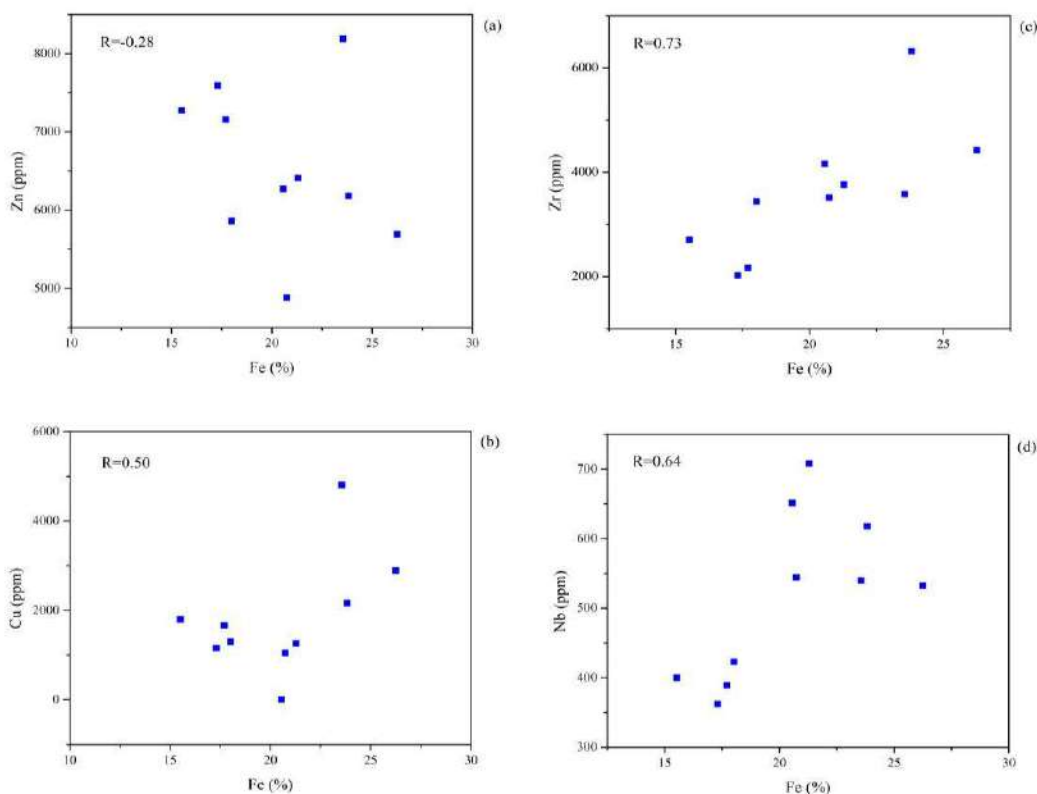 (a)
R=-0.28
8000
7000
6000
5000
Zn (ppm)
10
15
20
25
30
Fe (%)
(c)
R=0.73
6000
4000
2000
Zr (ppm)
15
20
25
Fe (%)
(b)
R=0.50
6000
4000
2000
0
Cu (ppm)
10
15
20
25
30
Fe (%)
(d)
R=0.64
700
600
500
400
300
Nb (ppm)
15
20
25
30
Fe (%)